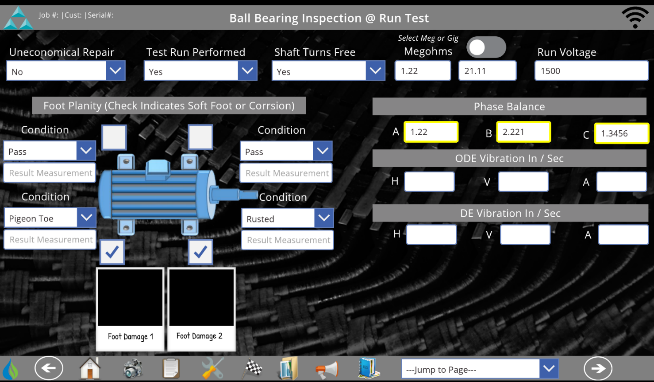 Job #: |Cust: |Serial#:
Ball Bearing Inspection @ Run Test
Select Meg or Gig
Uneconomical Repair
Test Run Performed
Shaft Turns Free
Megohms
Run Voltage
No
Yes
Yes
1.22
21.11
1500
Foot Planity (Check Indicates Soft Foot or Corrsion)
Phase Balance
Condition
Condition
A
1.22
B
2.221
C
1.3456
Pass
Pass
Result Measurement
Result Measurement
ODE Vibration In / Sec
H
V
A
Condition
Condition
Pigeon Toe
Rusted
Result Measurement
Result Measurement
DE Vibration In / Sec
H
V
A
Foot Damage 1
Foot Damage 2
---Jump to Page---